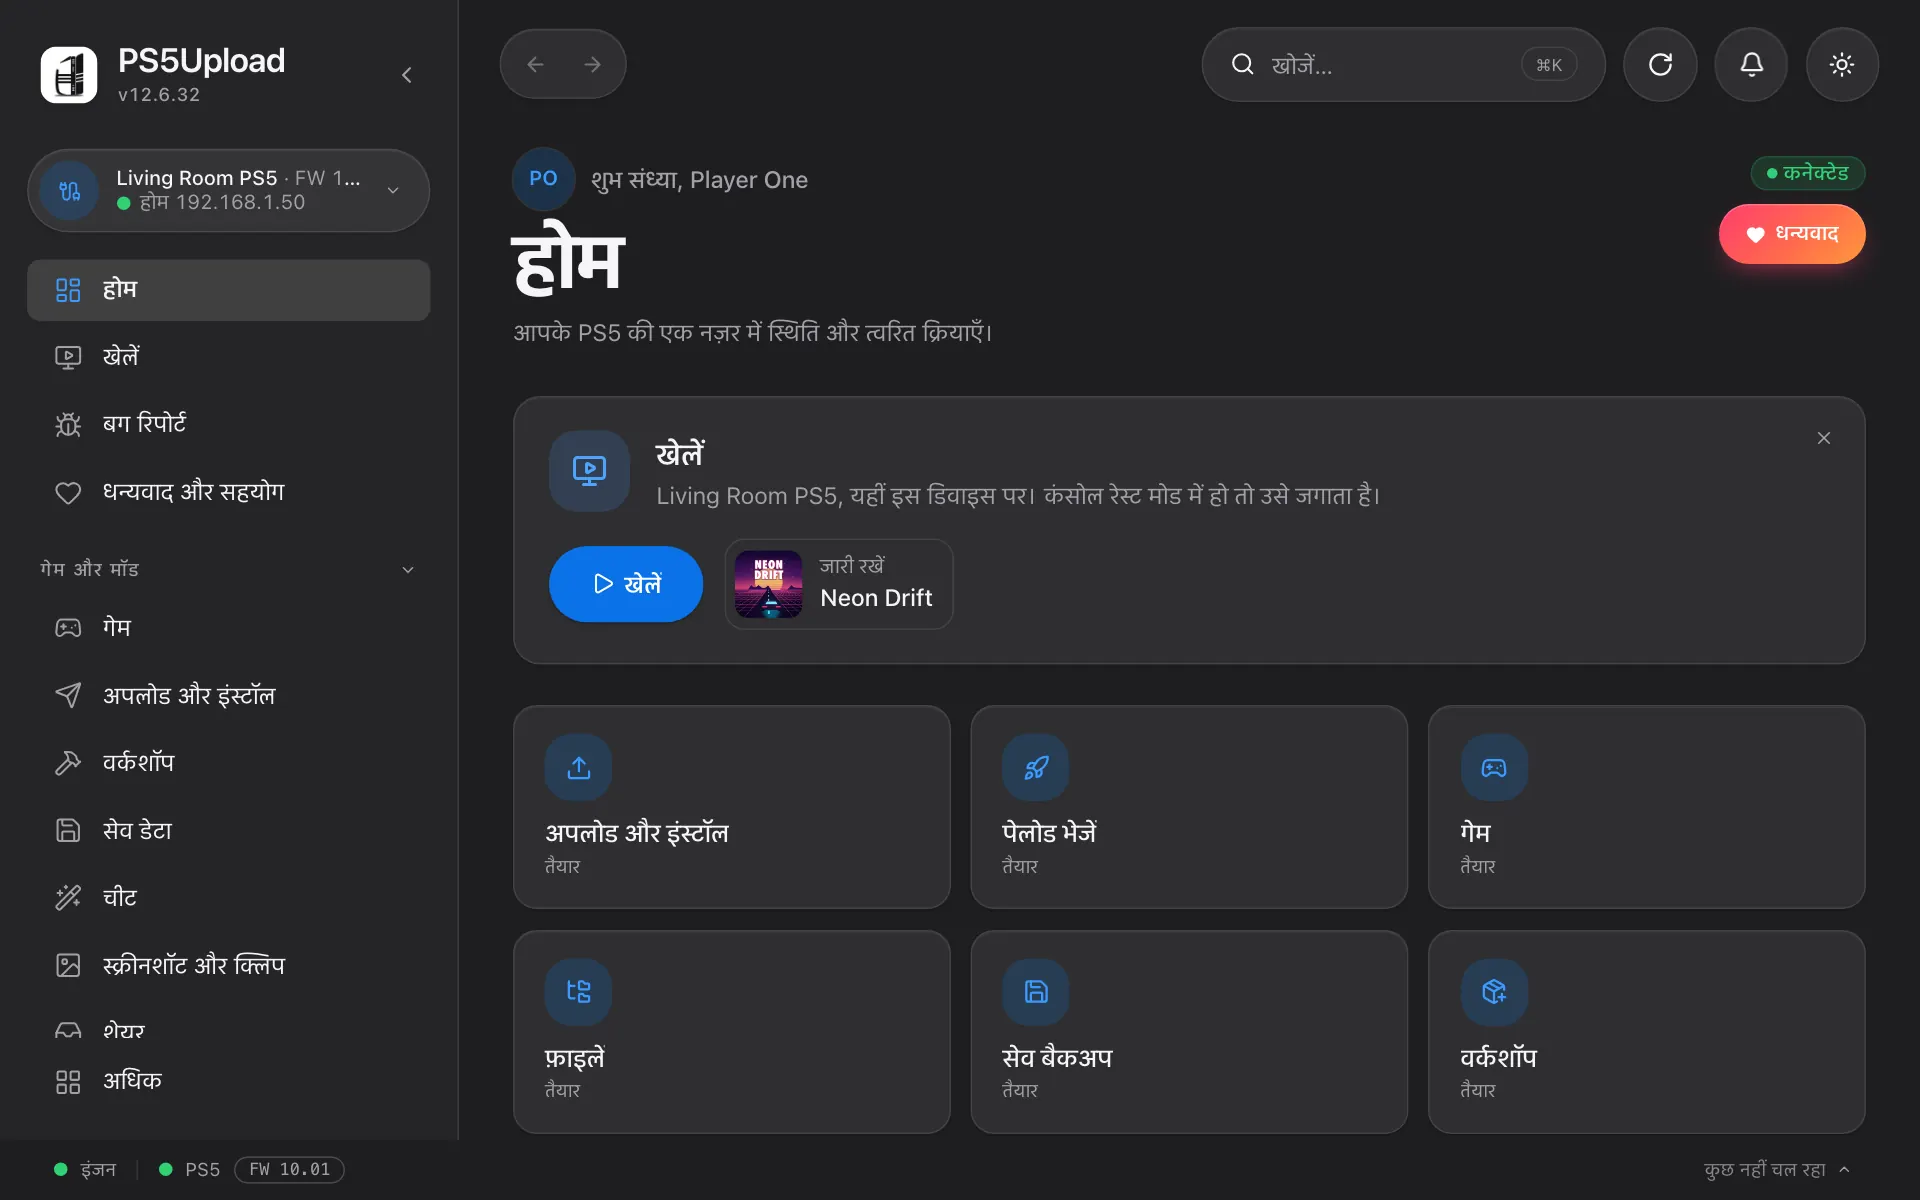 PS5Upload
v12.6.32
Living Room PS5 · FW 1...
होम 192.168.1.50
होम
खेलें
बग रिपोर्ट
धन्यवाद और सहयोग
गेम और मॉड
गेम
अपलोड और इंस्टॉल
वर्कशॉप
सेव डेटा
चीट
स्क्रीनशॉट और क्लिप
शेयर
अधिक
खोजें...
⌘K
PO
शुभ संध्या, Player One
कनेक्टेड
धन्यवाद
होम
आपके PS5 की एक नज़र में स्थिति और त्वरित क्रियाएँ।
खेलें
Living Room PS5, यहीं इस डिवाइस पर। कंसोल रेस्ट मोड में हो तो उसे जगाता है।
खेलें
NEON
DRIFT
जारी रखें
Neon Drift
अपलोड और इंस्टॉल
तैयार
पेलोड भेजें
तैयार
गेम
तैयार
फ़ाइलें
तैयार
सेव बैकअप
तैयार
वर्कशॉप
तैयार
इंजन
PS5
FW 10.01
कुछ नहीं चल रहा